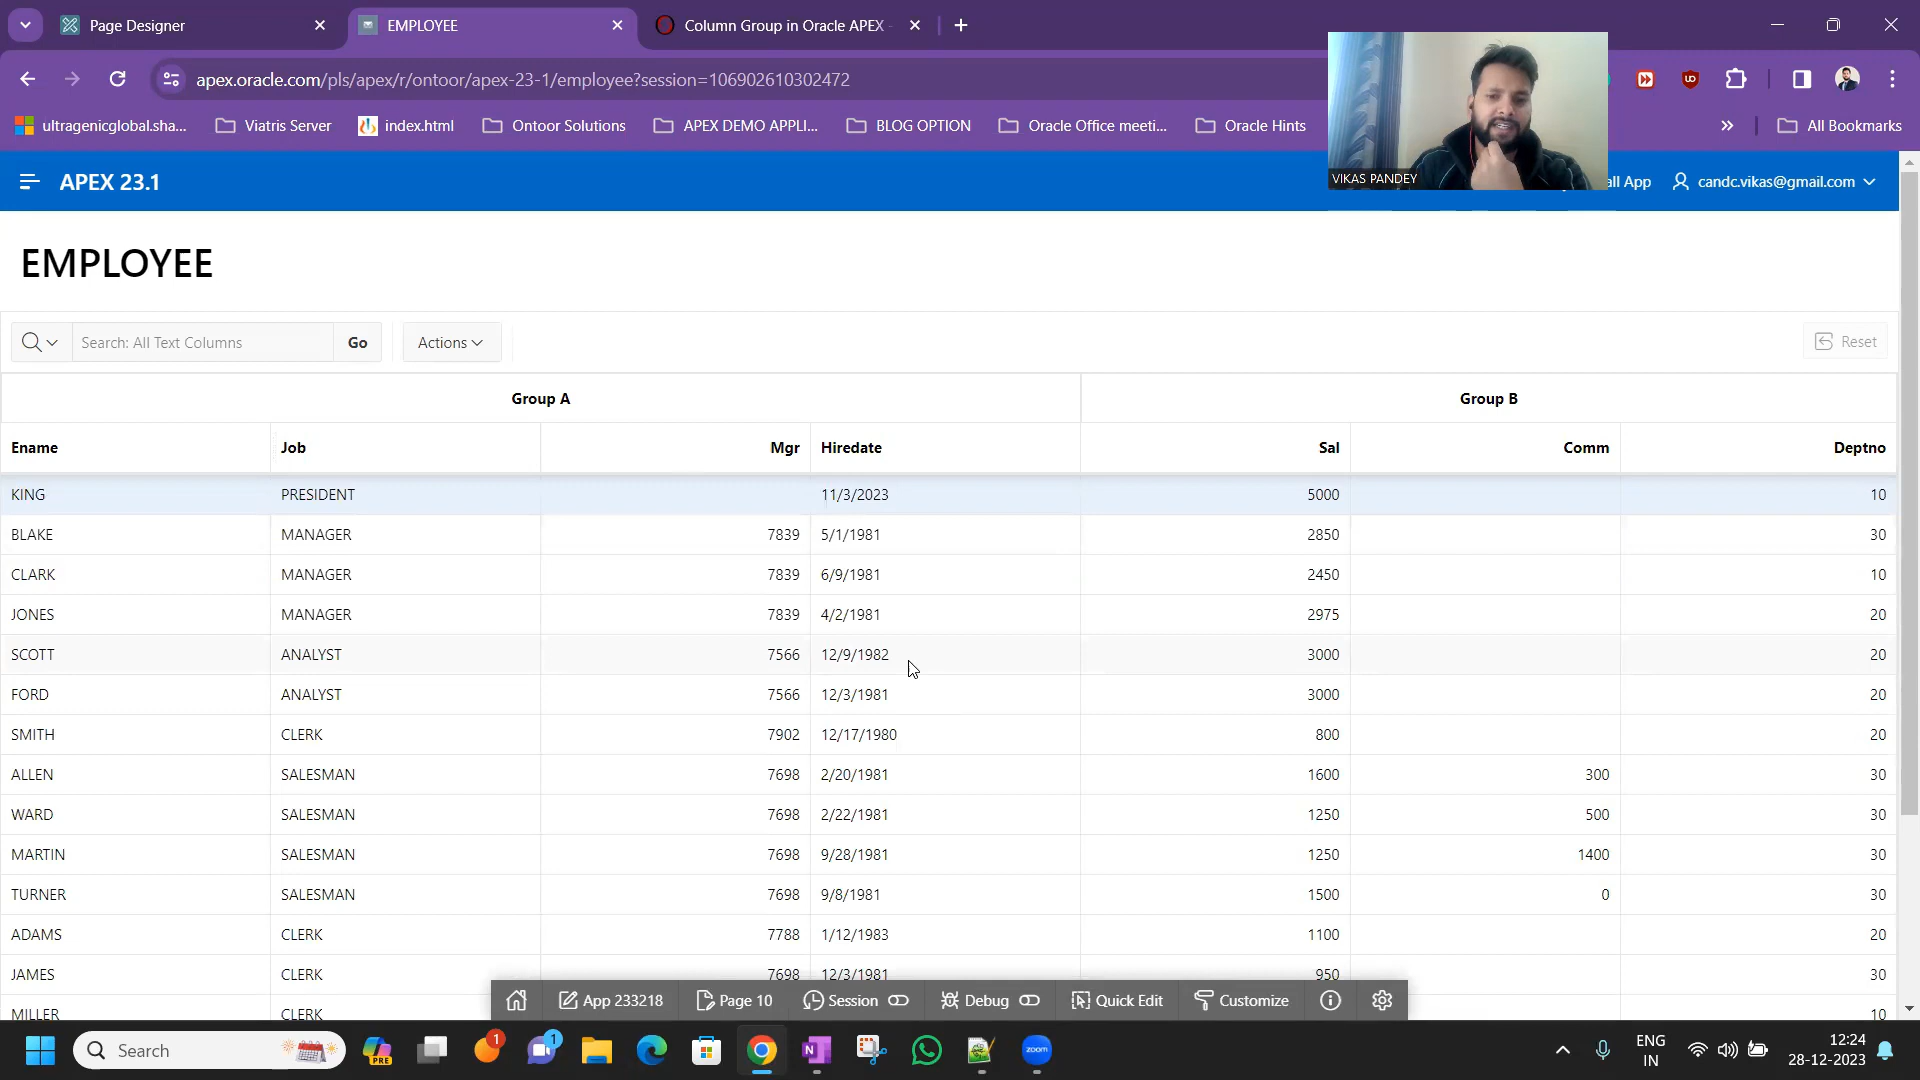 Page Designer
EMPLOYEE
Column Group in Oracle APEX
apex.oracle.com/pls/apex/r/ontoor/apex-23-1/employee?session=106902610302472
ultragenicglobal.sha...
Viatris Server
index.html
Ontoor Solutions
APEX DEMO APPLI...
BLOG OPTION
Oracle Office meeti...
Oracle Hints
All Bookmarks
VIKAS PANDEY
APEX 23.1
all App
candc.vikas@gmail.com
EMPLOYEE
Search: All Text Columns
Go
Actions
Reset
Group A Group B
Ename Job Mgr Hiredate Sal Comm Deptno
KING PRESIDENT 11/3/2023 5000 10
BLAKE MANAGER 7839 5/1/1981 2850 30
CLARK MANAGER 7839 6/9/1981 2450 10
JONES MANAGER 7839 4/2/1981 2975 20
SCOTT ANALYST 7566 12/9/1982 3000 20
FORD ANALYST 7566 12/3/1981 3000 20
SMITH CLERK 7902 12/17/1980 800 20
ALLEN SALESMAN 7698 2/20/1981 1600 300 30
WARD SALESMAN 7698 2/22/1981 1250 500 30
MARTIN SALESMAN 7698 9/28/1981 1250 1400 30
TURNER SALESMAN 7698 9/8/1981 1500 0 30
ADAMS CLERK 7788 1/12/1983 1100 20
JAMES CLERK 7698 12/3/1981 950 30
MILLER CLERK 10
App 233218
Page 10
Session
Debug
Quick Edit
Customize
Search
PRE
1
1
zoom
ENG
IN
12:24
28-12-2023